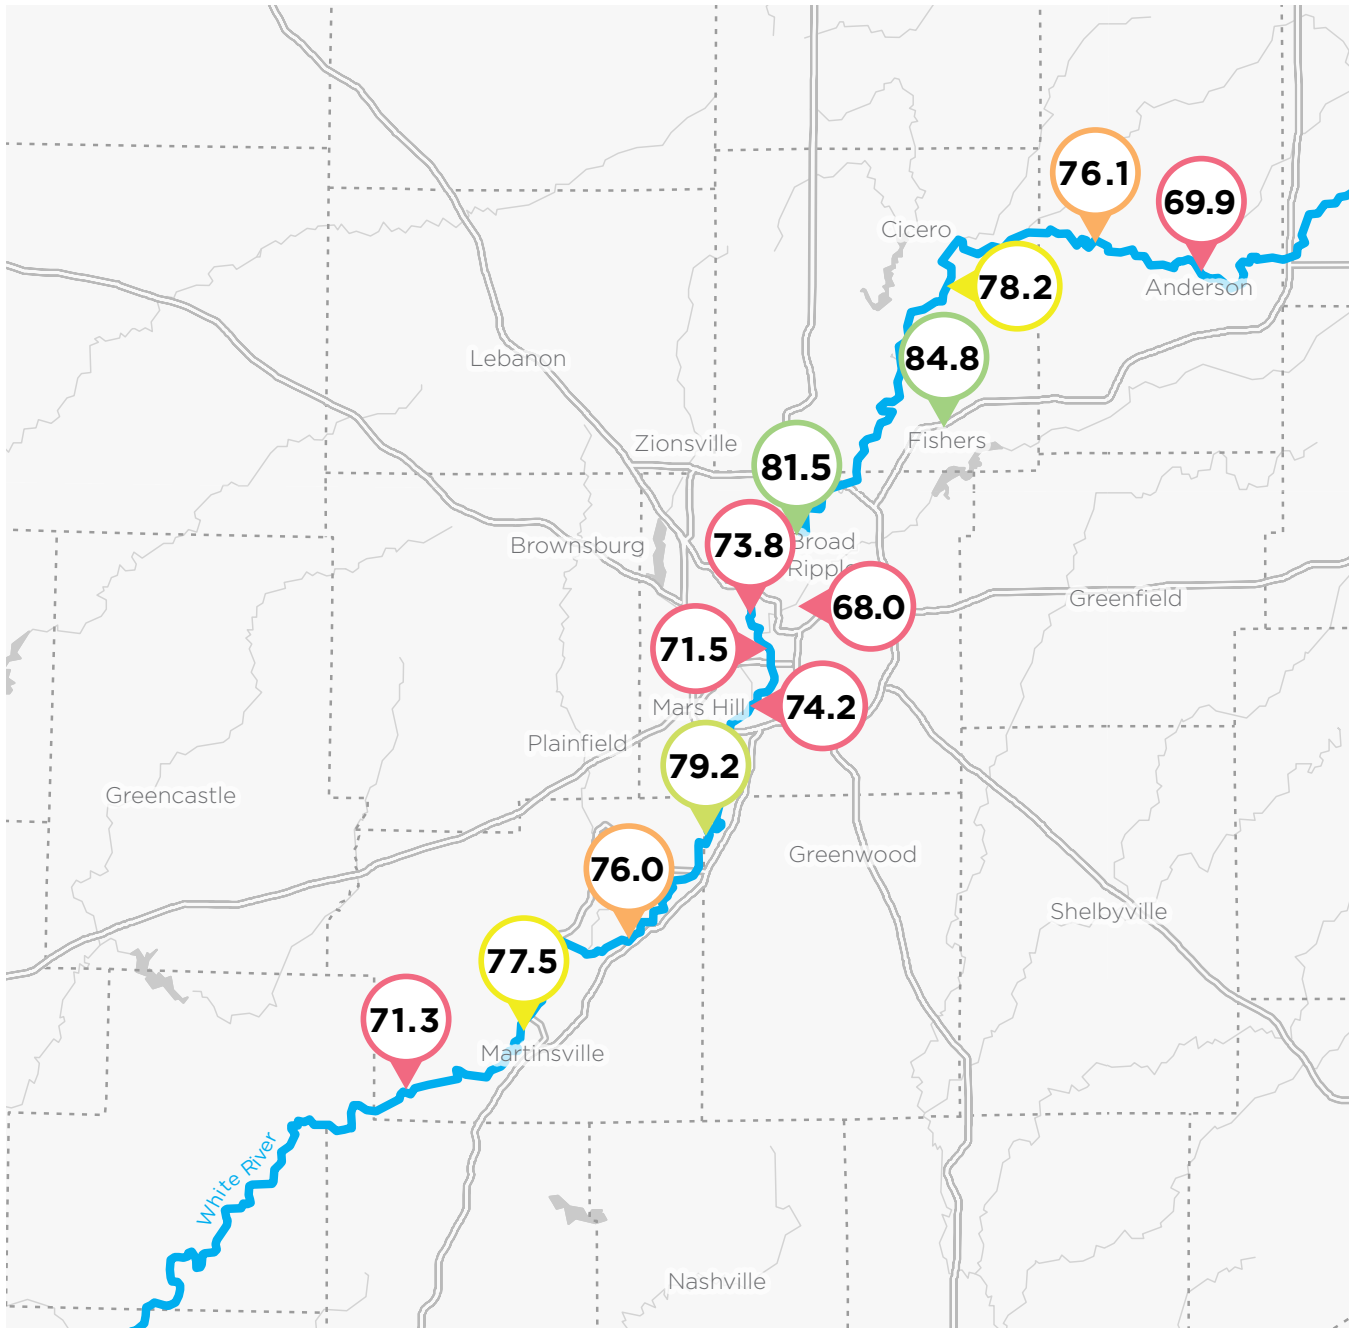 76.1
69.9
Cicero
78.2
Anderson
Lebanon
84.8
Zionsville
Fishers
81.5
Brownsburg
73.8
Broad
Ripple
Greenfield
68.0
71.5
Mars Hill
74.2
Plainfield
79.2
Greencastle
Greenwood
76.0
Shelbyville
77.5
71.3
Martinsville
White River
Nashville